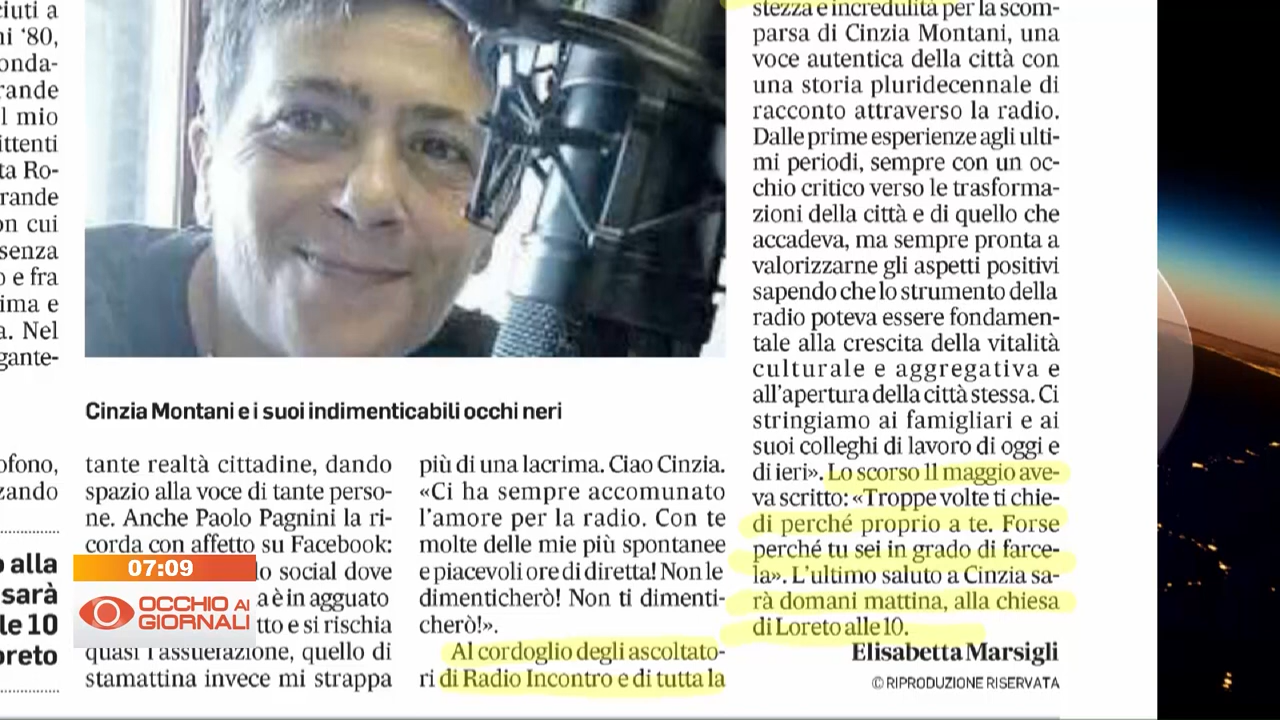 ciuti a
ni ‘80,
onda-
rande
l mio
ittenti
ta Ro-
rande
on cui
senza
o e fra
ima e
a. Nel
gante-
ofono,
zando
o alla
sarà
le 10
oreto
Cinzia Montani e i suoi indimenticabili occhi neri
tante realtà cittadine, dando
spazio alla voce di tante perso-
ne. Anche Paolo Pagnini la ri-
corda con affetto su Facebook:
lo social dove
a è in agguato
tto e si rischia
quasi l'assuefazione, quello di
stamattina invece mi strappa
07:09
OCCHIO AI
GIORNALI
più di una lacrima. Ciao Cinzia.
«Ci ha sempre accomunato
l'amore per la radio. Con te
molte delle mie più spontanee
e piacevoli ore di diretta! Non le
dimenticherò! Non ti dimenti-
cherò!».
Al cordoglio degli ascoltato-
ri di Radio Incontro e di tutta la
stezza e incredulità per la scom-
parsa di Cinzia Montani, una
voce autentica della città con
una storia pluridecennale di
racconto attraverso la radio.
Dalle prime esperienze agli ulti-
mi periodi, sempre con un oc-
chio critico verso le trasforma-
zioni della città e di quello che
accadeva, ma sempre pronta a
valorizzarne gli aspetti positivi
sapendo che lo strumento della
radio poteva essere fondamen-
tale alla crescita della vitalità
culturale e aggregativa e
all'apertura della città stessa. Ci
stringiamo ai famigliari e ai
suoi colleghi di lavoro di oggi e
di ieri». Lo scorso 11 maggio ave-
va scritto: «Troppe volte ti chie-
di perché proprio a te. Forse
perché tu sei in grado di farce-
la». L'ultimo saluto a Cinzia sa-
rà domani mattina, alla chiesa
di Loreto alle 10.
Elisabetta Marsigli
© RIPRODUZIONE RISERVATA